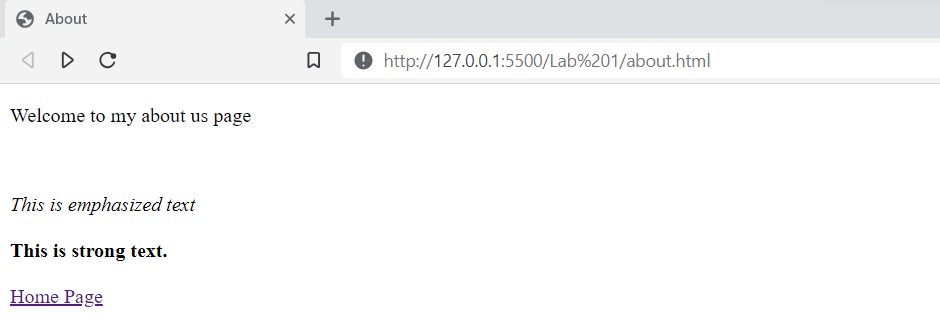 About
http://127.0.0.1:5500/Lab%201/about.html
Welcome to my about us page
This is emphasized text
This is strong text.
Home Page